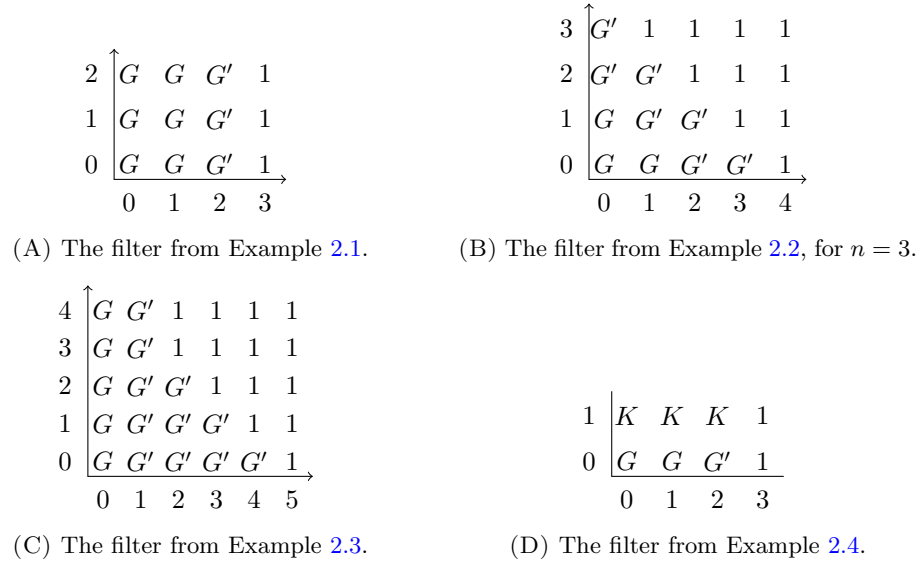 2 G G G′ 1
1 G G G′ 1
0 G G G′ 1
0 1 2 3
(A) The filter from Example 2.1.
3 G′ 1 1 1 1
2 G′ G′ 1 1 1
1 G G′ G′ 1 1
0 G G G′ G′ 1
0 1 2 3 4
(B) The filter from Example 2.2, for n = 3.
4 G G′ 1 1 1 1
3 G G′ 1 1 1 1
2 G G′ G′ 1 1 1
1 G G′ G′ G′ 1 1
0 G G′ G′ G′ G′ 1
0 1 2 3 4 5
(C) The filter from Example 2.3.
1 K K K 1
0 G G G′ 1
0 1 2 3
(D) The filter from Example 2.4.